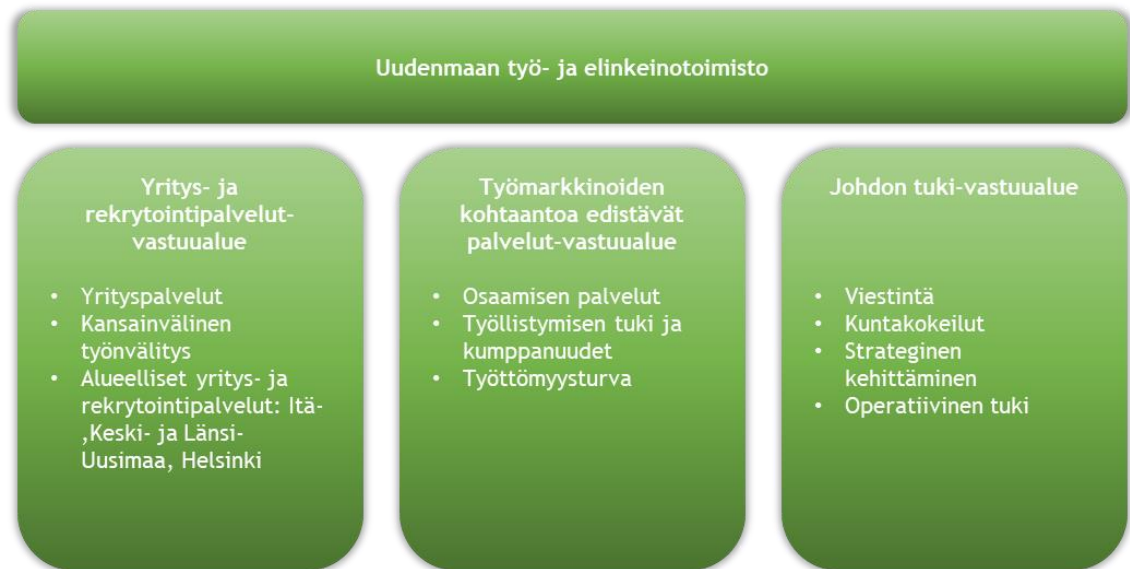 Uudenmaan työ- ja elinkeinotoimisto
Yritys- ja
rekrytointipalvelut-
vastuualue
• Yrityspalvelut
• Kansainvälinen
työnvälitys
• Alueelliset yritys- ja
rekrytointipalvelut: Itä-
,Keski- ja Länsi-
Uusimaa, Helsinki
Työmarkkinoiden
kohtaantoa edistävät
palvelut-vastuualue
• Osaamisen palvelut
• Työllistymisen tuki ja
kumppanuudet
• Työttömyysturva
Johdon tuki-vastuualue
• Viestintä
• Kuntakokeilut
• Strateginen
kehittäminen
• Operatiivinen tuki